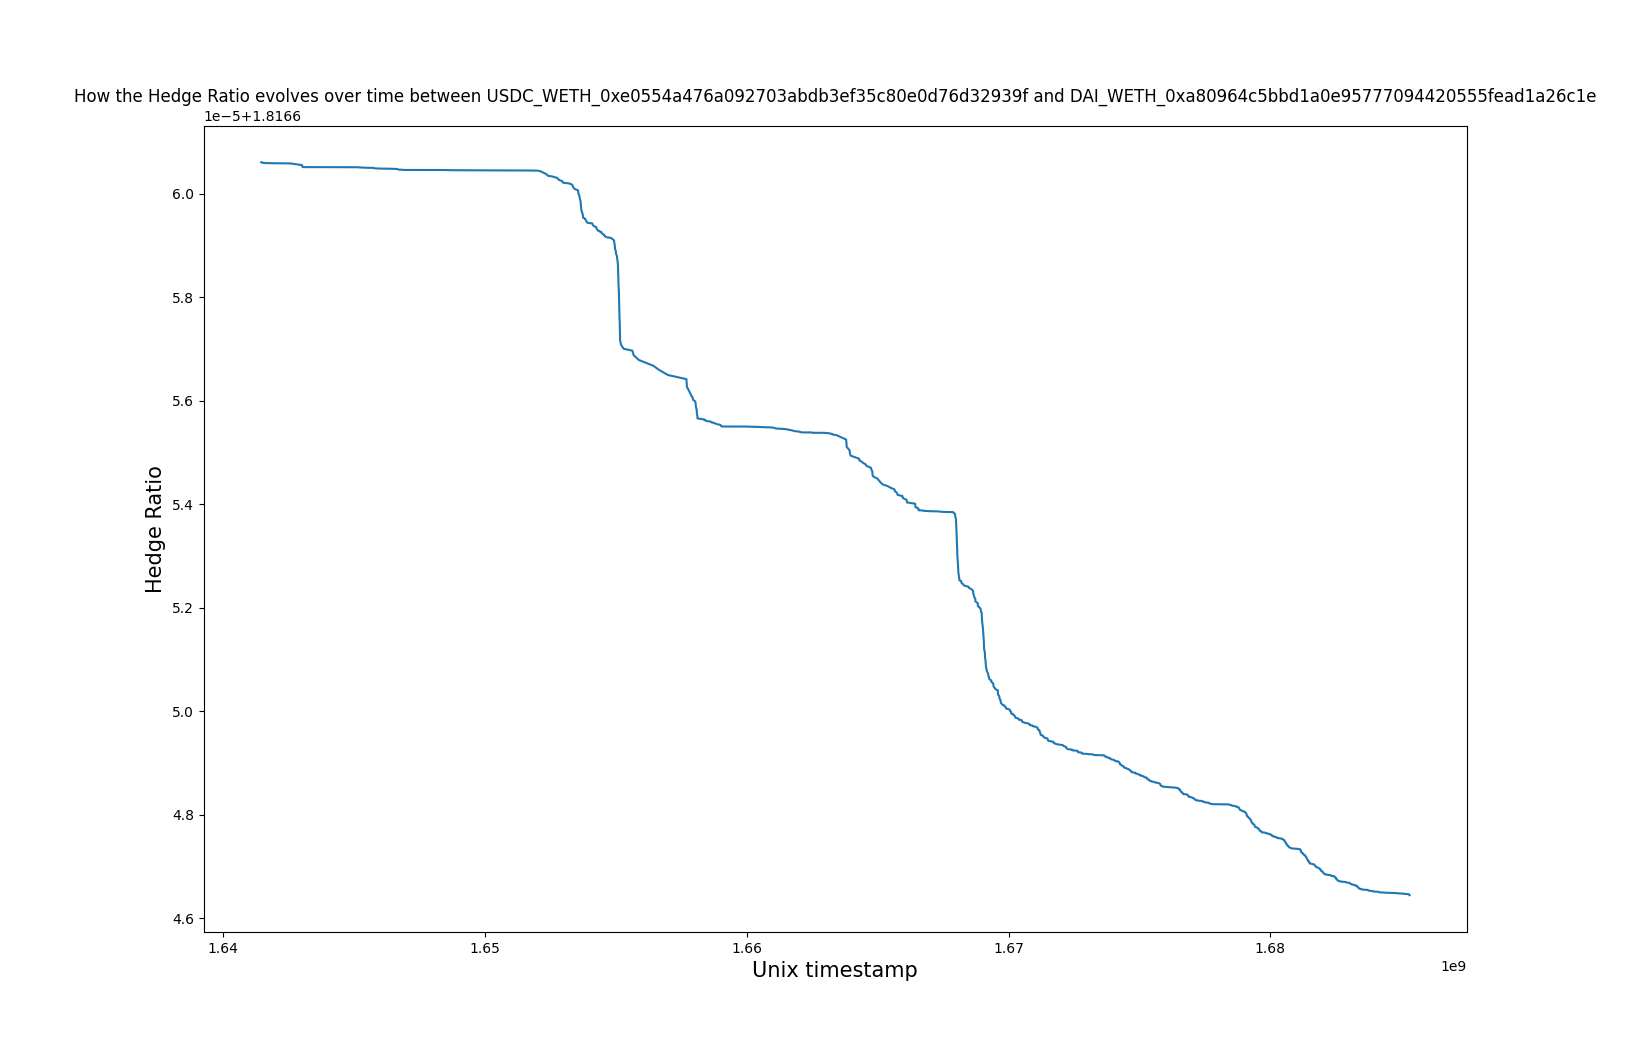 How the Hedge Ratio evolves over time between USDC_WETH_0xe0554a476a092703abdb3ef35c80e0d76d32939f and DAI_WETH_0xa80964c5bbd1a0e95777094420555fead1a26c1e
1e−5+1.8166
6.0
5.8
5.6
5.4
5.2
5.0
4.8
4.6
Hedge Ratio
1.64 1.65 1.66 1.67 1.68
1e9
Unix timestamp